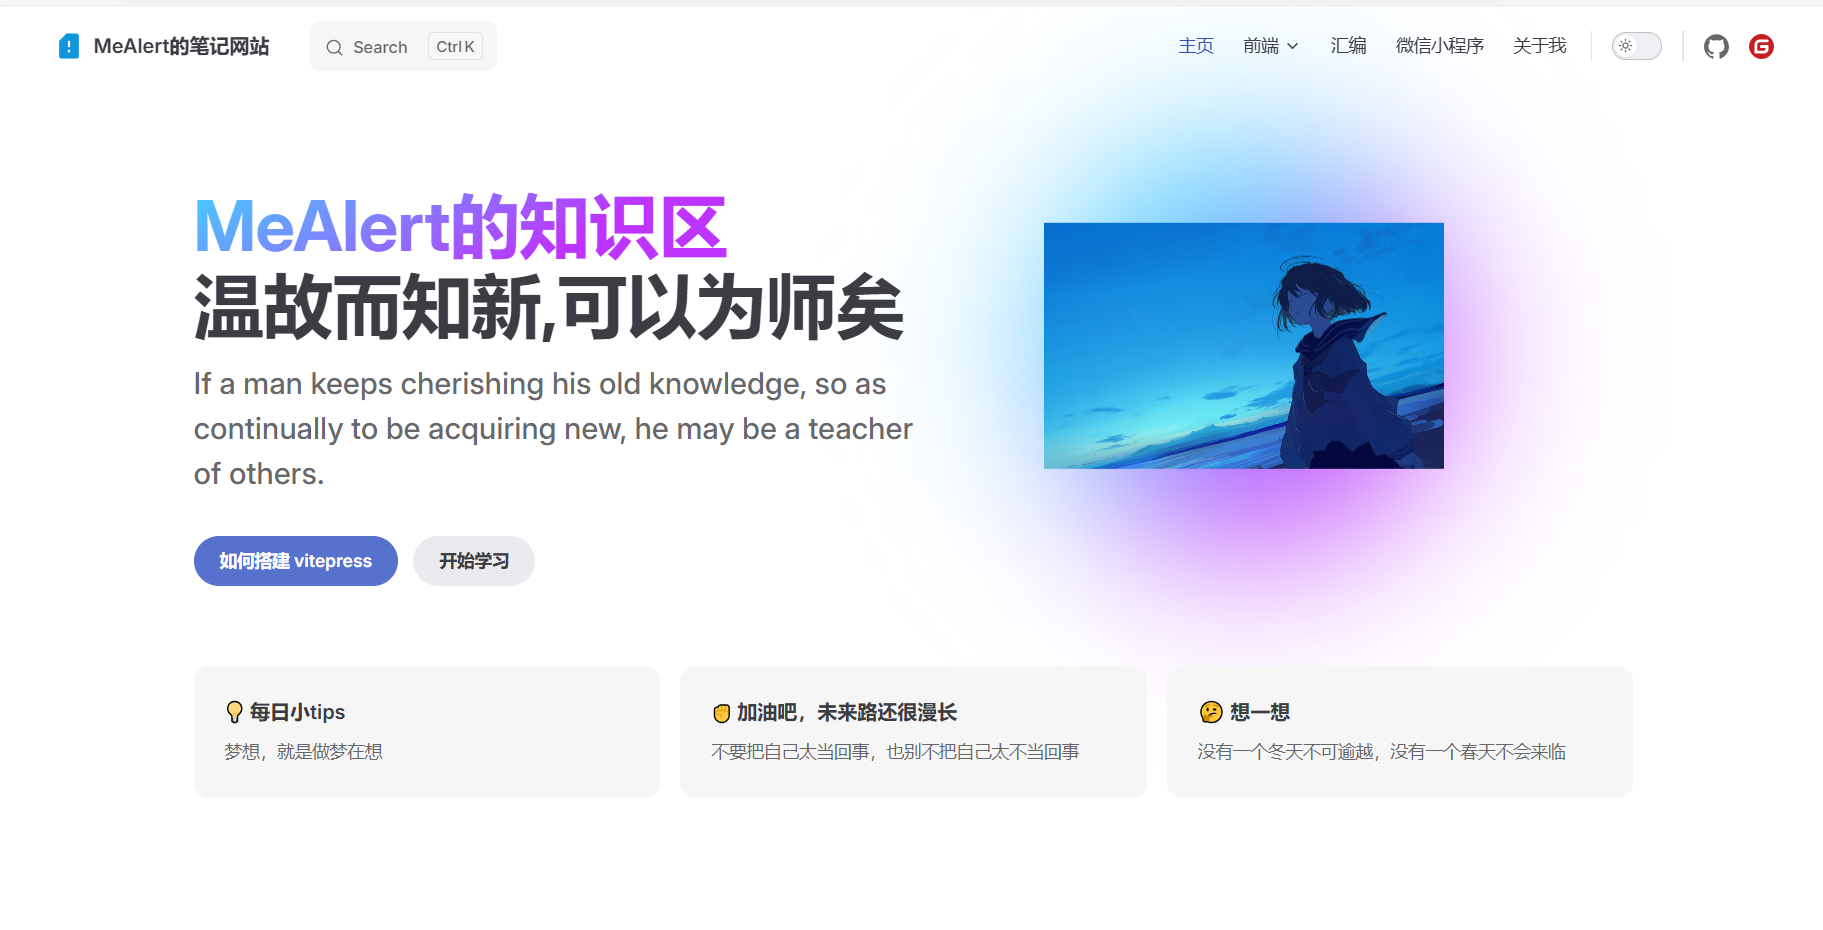 MeAlert的笔记网站
Search
Ctrl K
主页
前端
汇编
微信小程序
关于我
MeAlert的知识区
温故而知新,可以为师矣
If a man keeps cherishing his old knowledge, so as
continually to be acquiring new, he may be a teacher
of others.
如何搭建 vitepress
开始学习
💡 每日小tips
梦想，就是做梦在想
✊ 加油吧，未来路还很漫长
不要把自己太当回事，也别不把自己太不当回事
🤔 想一想
没有一个冬天不可逾越，没有一个春天不会来临